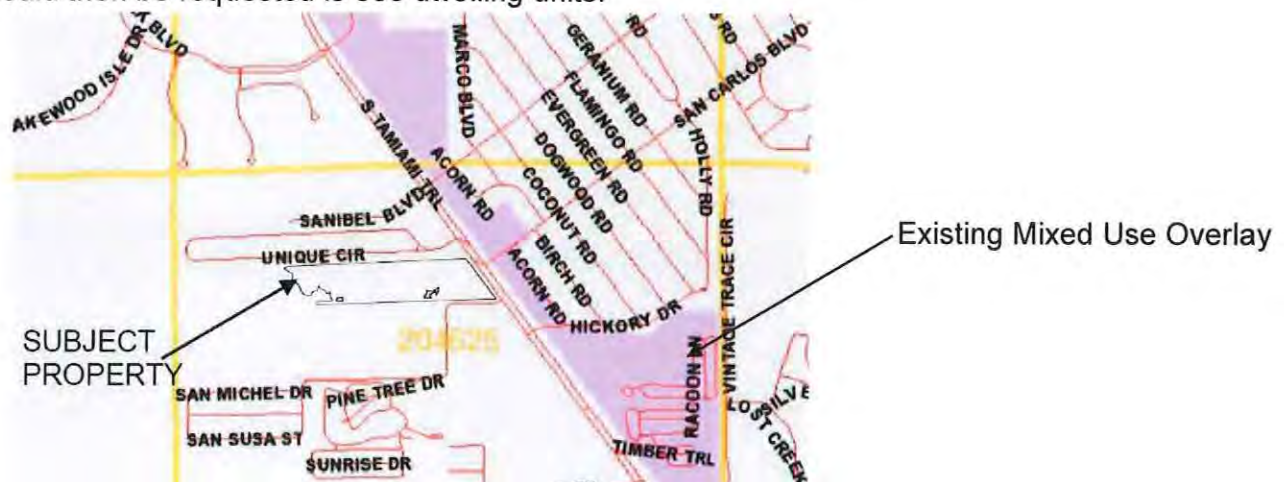 AKEWOOD ISLE DR
K BLVD
MARCO BLVD
RD
GERANIUM RD
FLAMINGO RD
EVERGREEN RD
DOGWOOD RD
COCONUT RD
BIRCH RD
S RD
SAN CARLOS BLVD
HOLLY RD
S TAMIAMI TRL
ACORN RD
SANIBEL BLVD
UNIQUE CIR
ACORN RD
HICKORY DR
VINTAGE TRACE CIR
Existing Mixed Use Overlay
SUBJECT
PROPERTY
204625
SAN MICHEL DR
PINE TREE DR
RACOON LN
SAN SUSA ST
SUNRISE DR
TIMBER TRL
LOST CREEK
SILVE